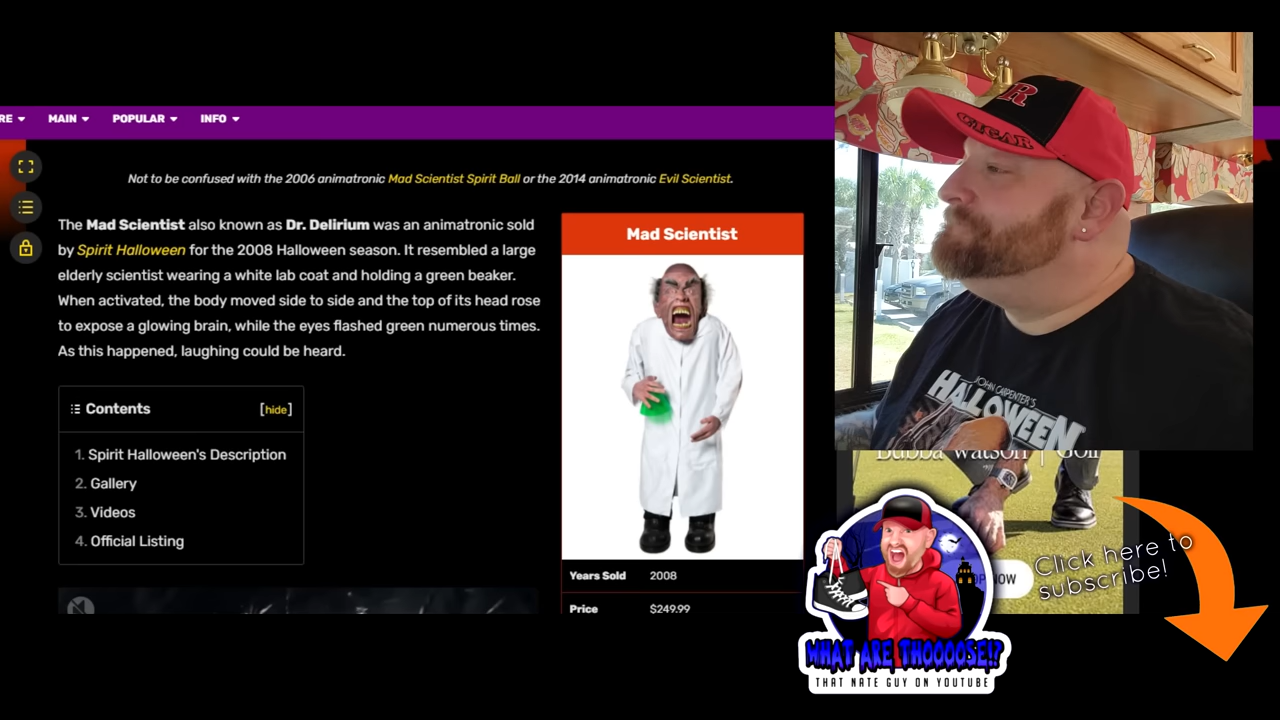 RE
MAIN
POPULAR
INFO
Not to be confused with the 2006 animatronic Mad Scientist Spirit Ball or the 2014 animatronic Evil Scientist.
The Mad Scientist also known as Dr. Delirium was an animatronic sold
by Spirit Halloween for the 2008 Halloween season. It resembled a large
elderly scientist wearing a white lab coat and holding a green beaker.
When activated, the body moved side to side and the top of its head rose
to expose a glowing brain, while the eyes flashed green numerous times.
As this happened, laughing could be heard.
Contents
[hide]
1. Spirit Halloween's Description
2. Gallery
3. Videos
4. Official Listing
Mad Scientist
Years Sold 2008
Price $249.99
R
CIGAR
JOHN CARPENTER'S
HALLOWEEN
Bubba Watson | Golf
NOW
Click here to
subscribe!
WHAT ARE THOOOOSE!?
THAT NATE GUY ON YOUTUBE